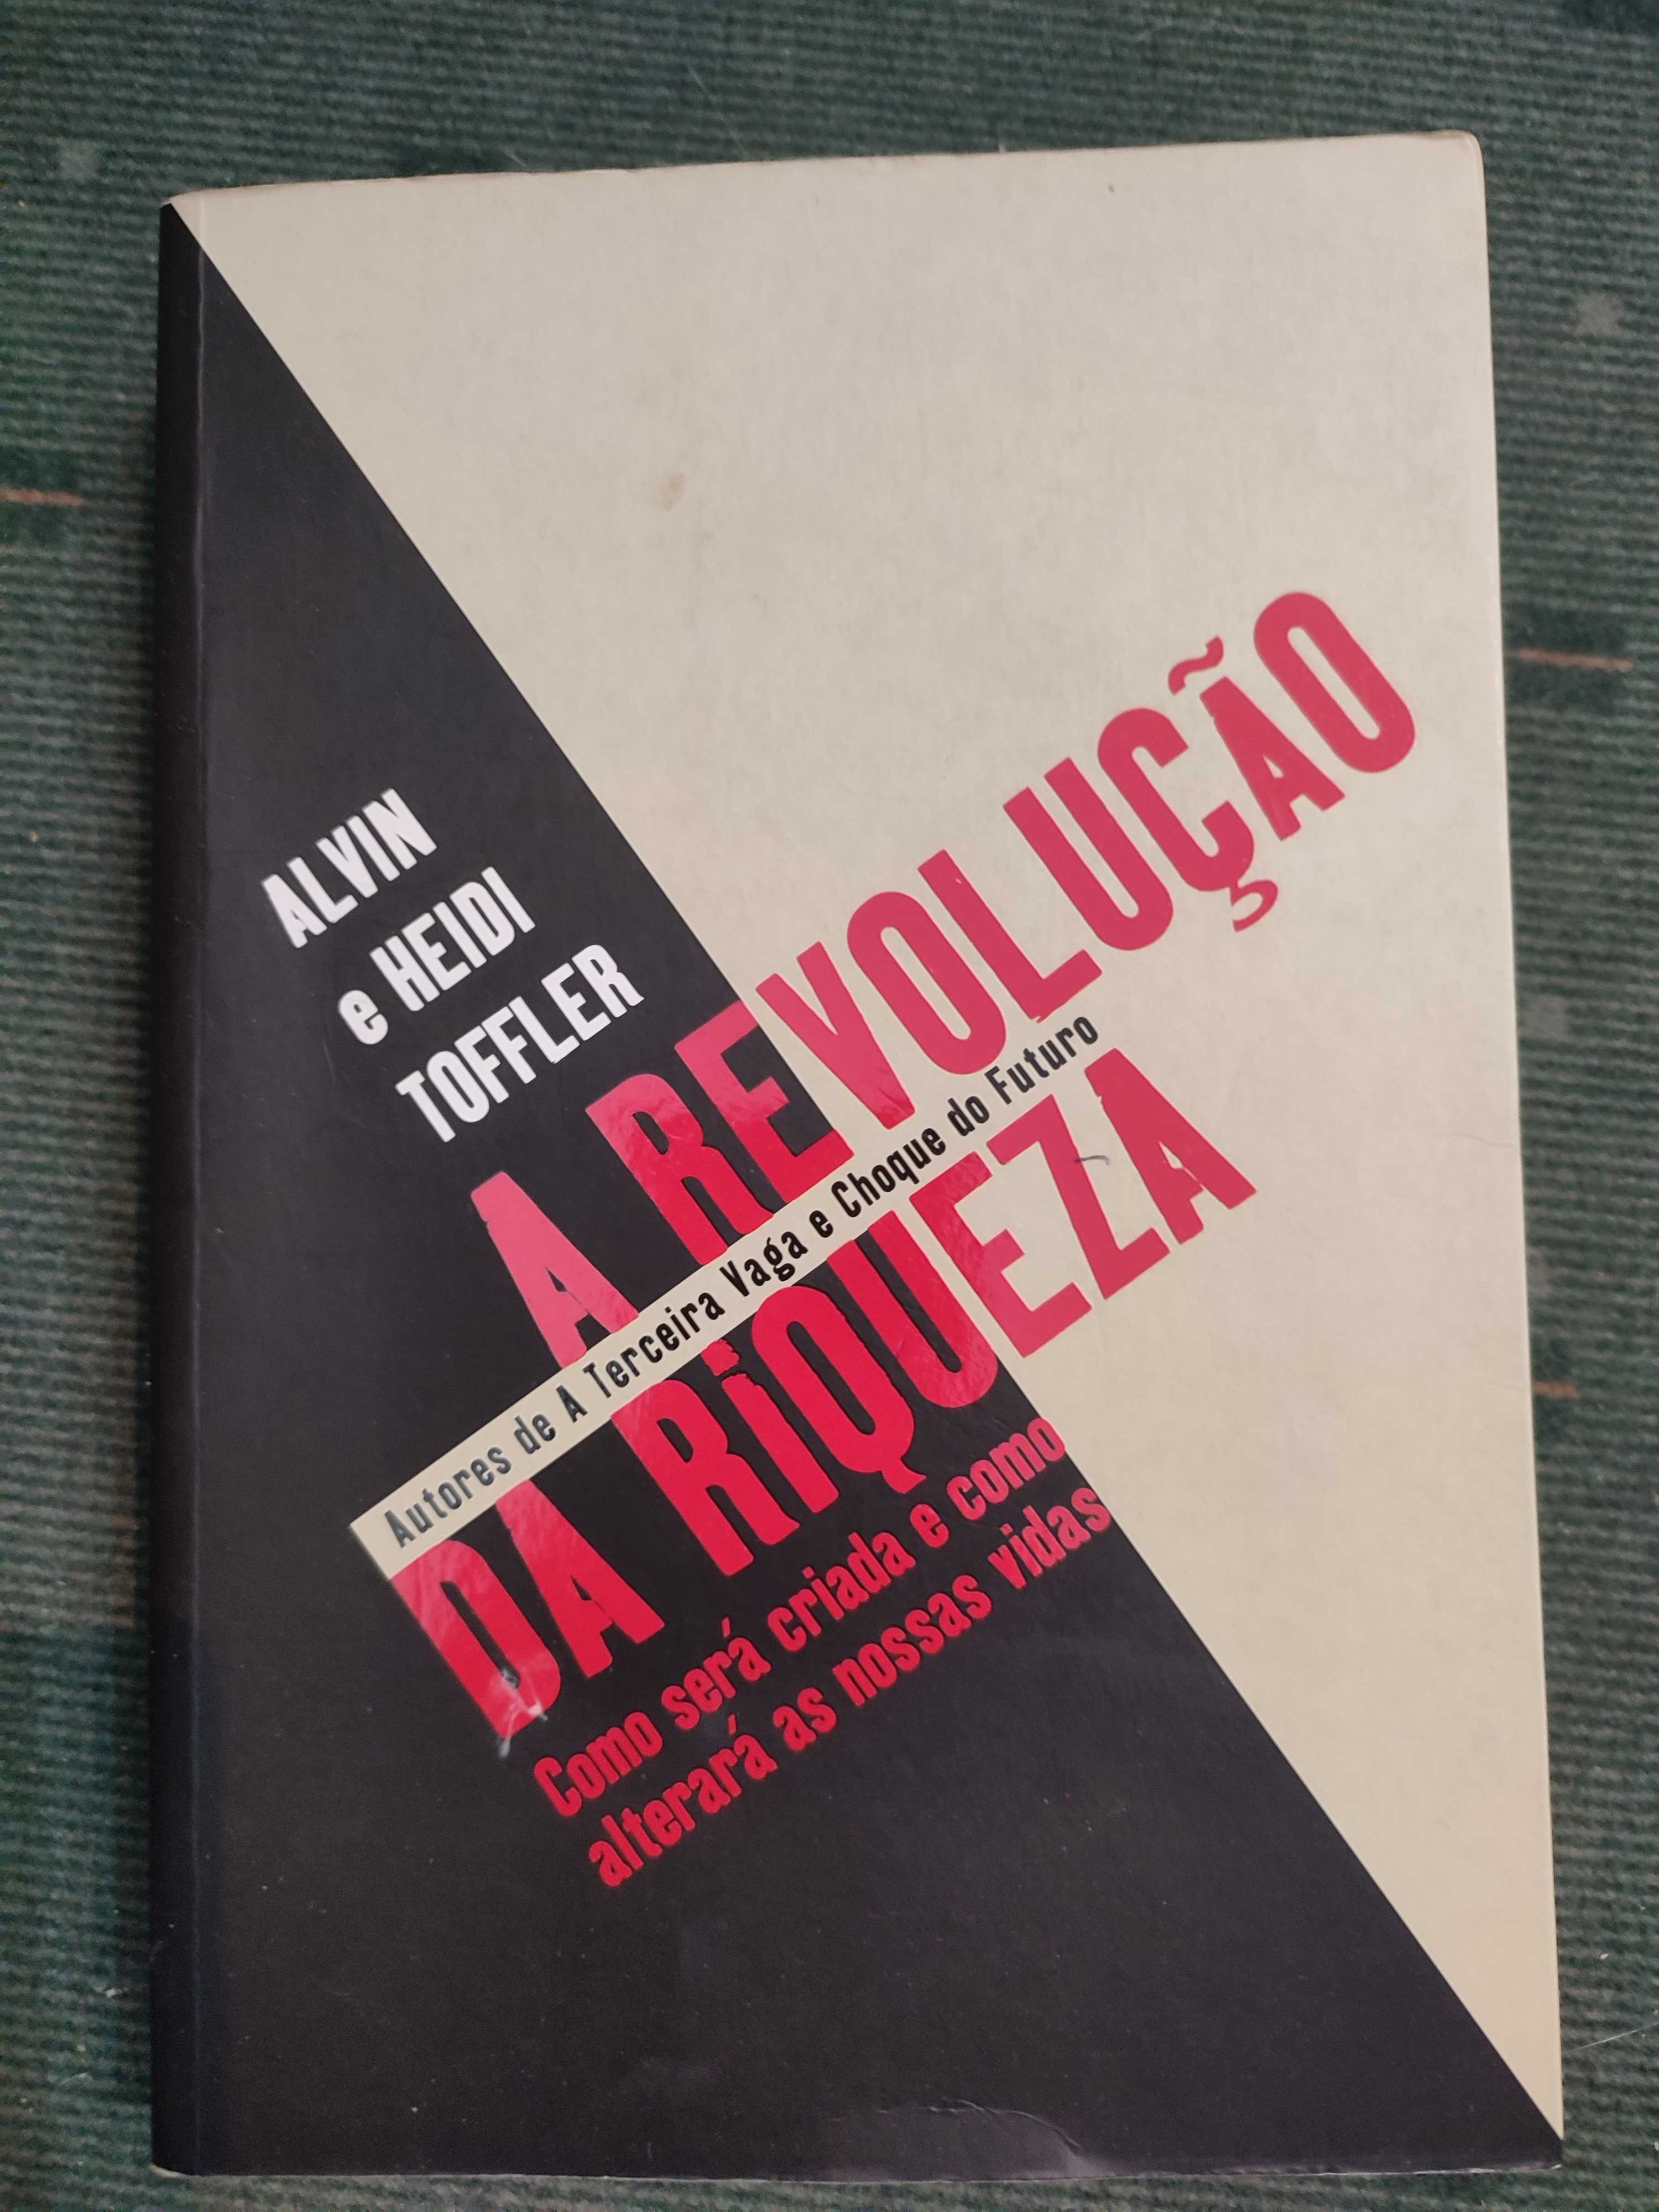 ALVIN
e HEIDI
TOFFLER
A REVOLUÇÃO
Autores de A Terceira Vaga e Choque do Futuro
DA RIQUEZA
Como será criada e como
alterará as nossas vidas